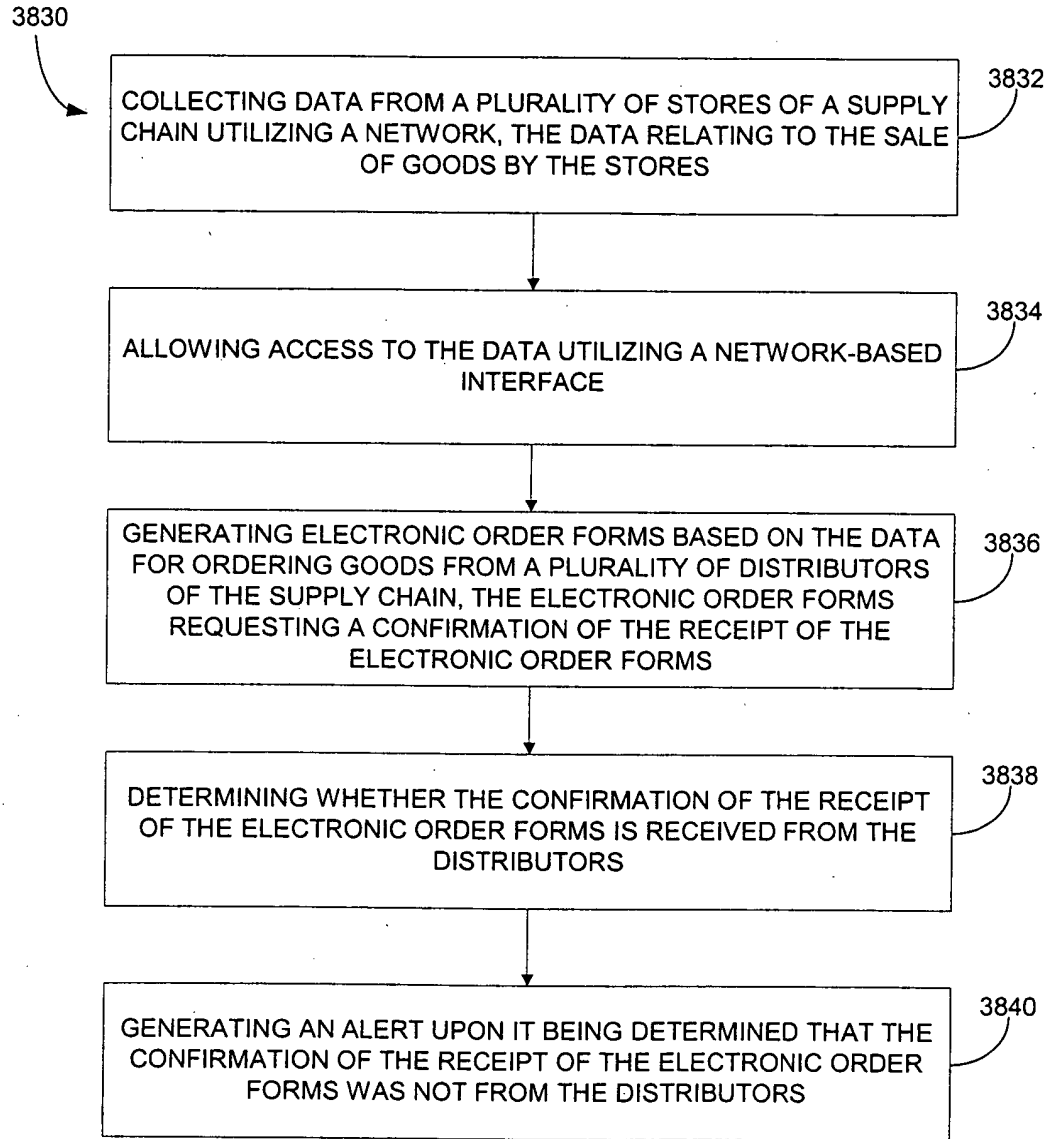 3830
3832
COLLECTING DATA FROM A PLURALITY OF STORES OF A SUPPLY
CHAIN UTILIZING A NETWORK, THE DATA RELATING TO THE SALE
OF GOODS BY THE STORES
3834
ALLOWING ACCESS TO THE DATA UTILIZING A NETWORK-BASED
INTERFACE
3836
GENERATING ELECTRONIC ORDER FORMS BASED ON THE DATA
FOR ORDERING GOODS FROM A PLURALITY OF DISTRIBUTORS
OF THE SUPPLY CHAIN, THE ELECTRONIC ORDER FORMS
REQUESTING A CONFIRMATION OF THE RECEIPT OF THE
ELECTRONIC ORDER FORMS
3838
DETERMINING WHETHER THE CONFIRMATION OF THE RECEIPT
OF THE ELECTRONIC ORDER FORMS IS RECEIVED FROM THE
DISTRIBUTORS
3840
GENERATING AN ALERT UPON IT BEING DETERMINED THAT THE
CONFIRMATION OF THE RECEIPT OF THE ELECTRONIC ORDER
FORMS WAS NOT FROM THE DISTRIBUTORS